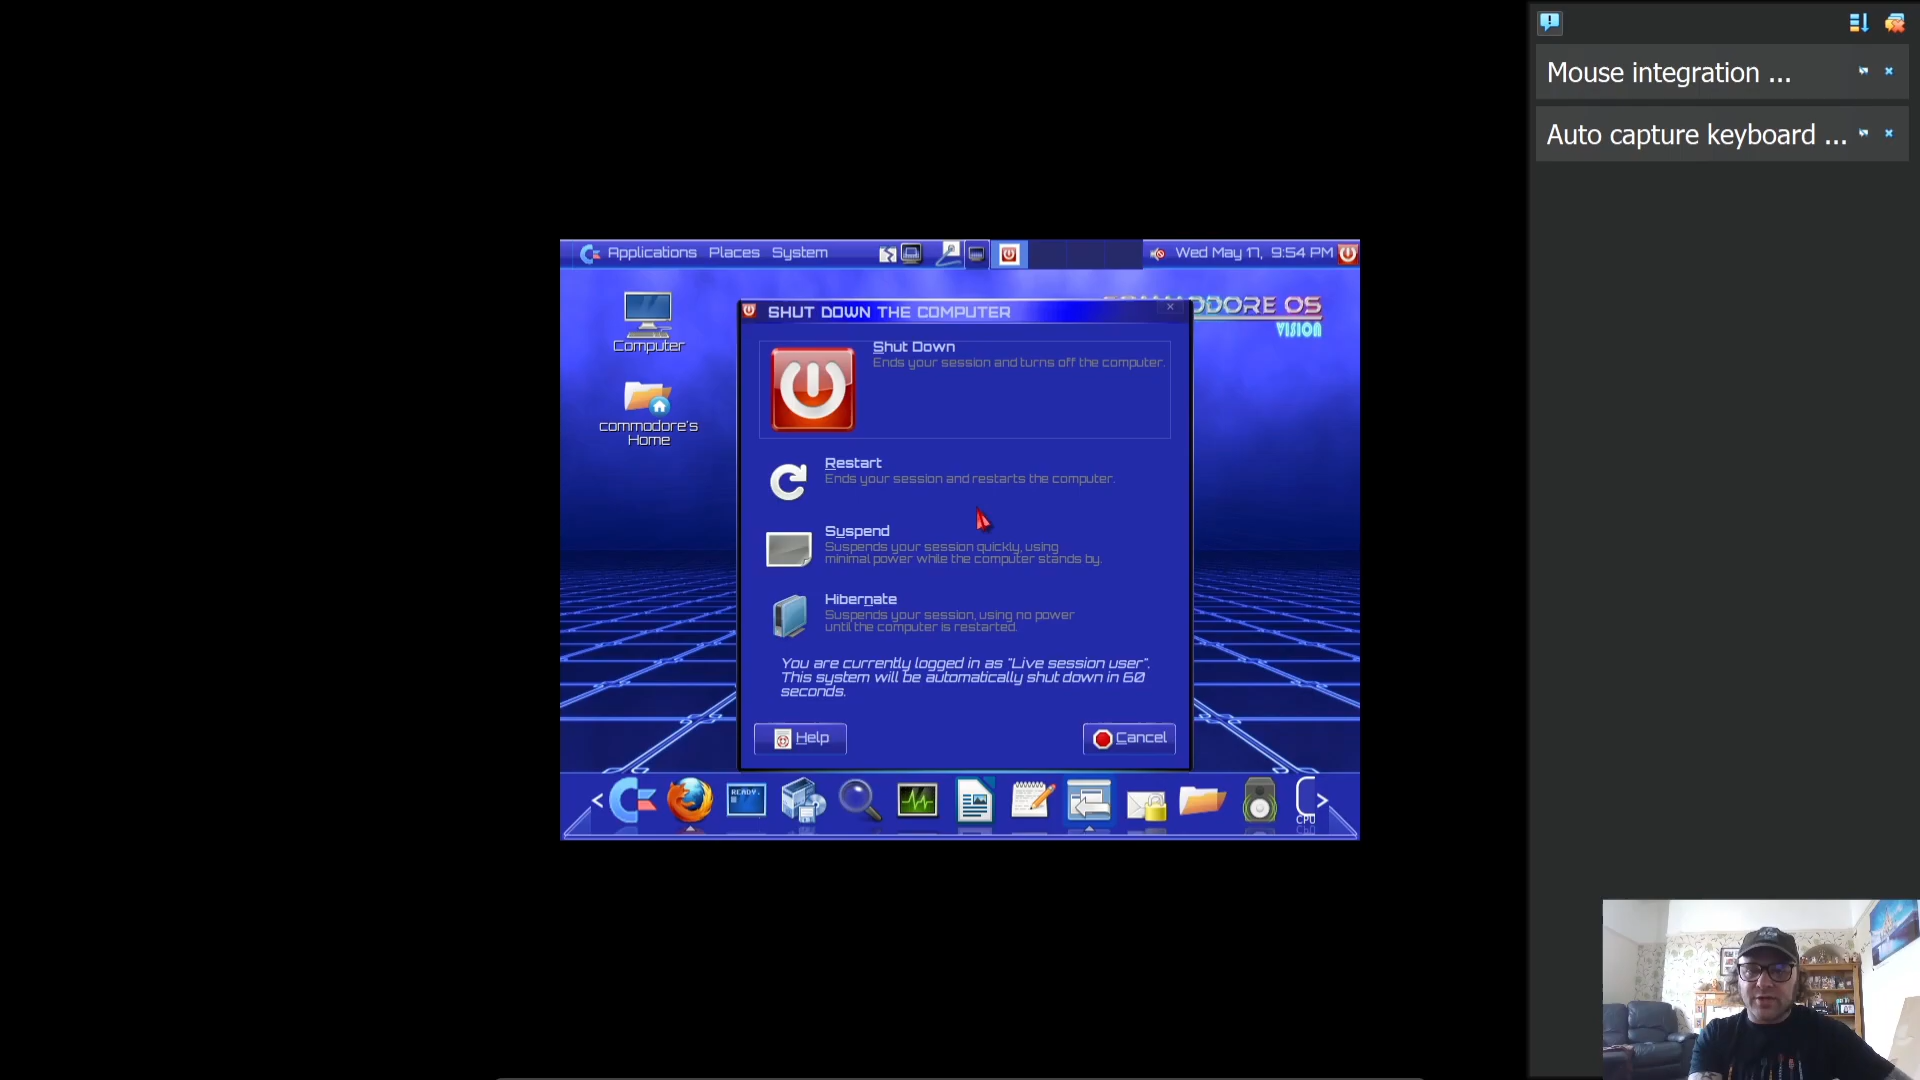 Mouse integration ...
Auto capture keyboard ...
Applications Places System
Wed May 17, 9:54 PM
Computer
commodore's
Home
DORE OS
VISION
SHUT DOWN THE COMPUTER
Shut Down
Ends your session and turns off the computer.
Restart
Ends your session and restarts the computer.
Suspend
Suspends your session quickly, using
minimal power while the computer stands by.
Hibernate
Suspends your session, using no power
until the computer is restarted.
You are currently logged in as "Live session user".
This system will be automatically shut down in 60
seconds.
Help
Cancel
READY.
CPU